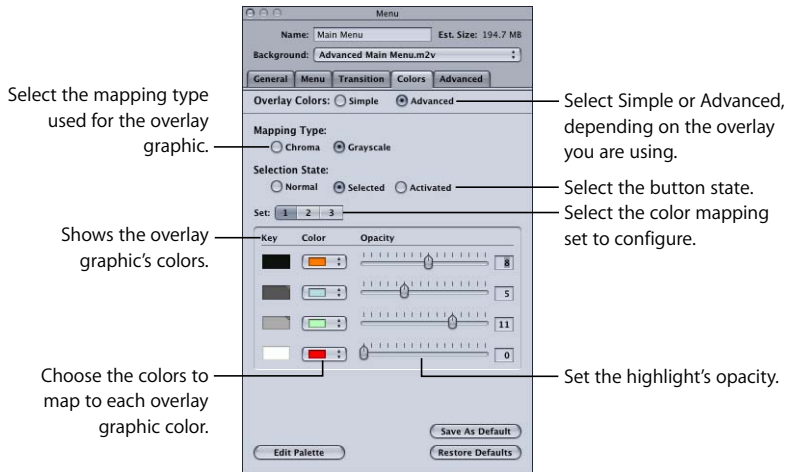 Menu
Name: Main Menu Est. Size: 194.7 MB
Background: Advanced Main Menu.m2v
General Menu Transition Colors Advanced
Overlay Colors: Simple Advanced
Mapping Type:
Chroma Grayscale
Selection State:
Normal Selected Activated
Set: 1 2 3
Key Color Opacity
8
5
11
0
Save As Default
Edit Palette Restore Defaults
Select the mapping type
used for the overlay
graphic.
Shows the overlay
graphic's colors.
Choose the colors to
map to each overlay
graphic color.
Select Simple or Advanced,
depending on the overlay
you are using.
Select the button state.
Select the color mapping
set to configure.
Set the highlight's opacity.